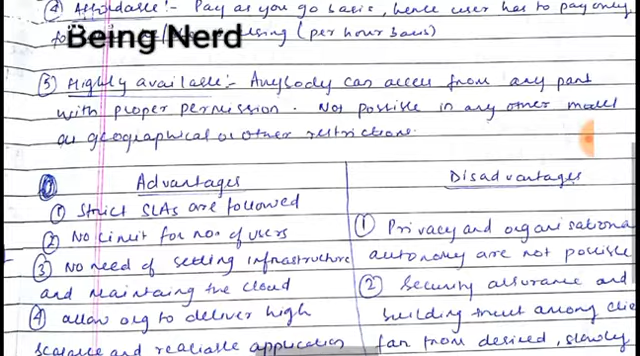 ④ Affordable :- Pay as you go basis, hence user has to pay only
Being Nerd
(per hour basis)
⑤ Highly available :- Anybody can access from any part
with proper permission. Not possible in any other model
as geographical or other restrictions.
Advantages
① Strict SLAs are followed
② No limit for no. of users
③ No need of setting infrastructure
and maintaing the cloud
④ allow org to deliver high
scalable and realiable application
Disadvantages
① Privacy and organisational
autonomy are not possible
② Security assurance and
building trust among clie
far from desired, slowly